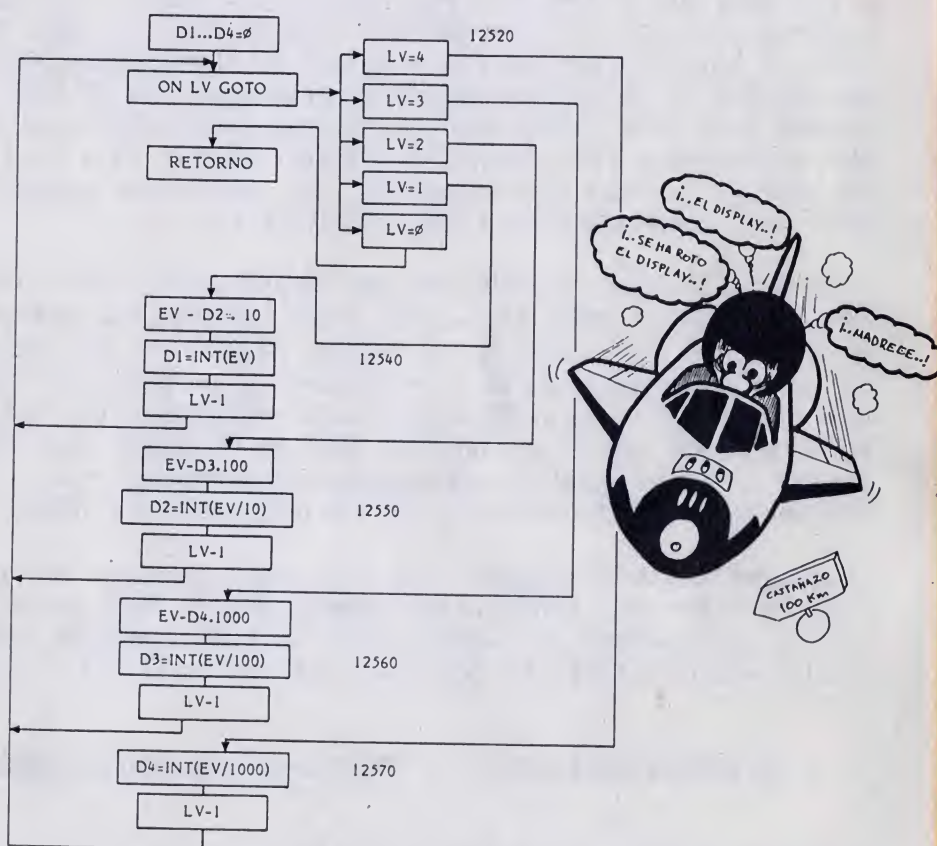 D1...D4=ø
ON LV GOTO
RETORNO
LV=4
12520
LV=3
LV=2
LV=1
LV=ø
EV - D2.. 10
D1=INT(EV)
12540
LV-1
EV-D3.100
D2=INT(EV/10)
12550
LV-1
EV-D4.1000
D3=INT(EV/100)
12560
LV-1
D4=INT(EV/1000)
12570
LV-1
¡..EL DISPLAY..!
¡..SE HA ROTO
EL DISPLAY..!
¡..MADREEE..!
CASTAÑAZO
100 Km